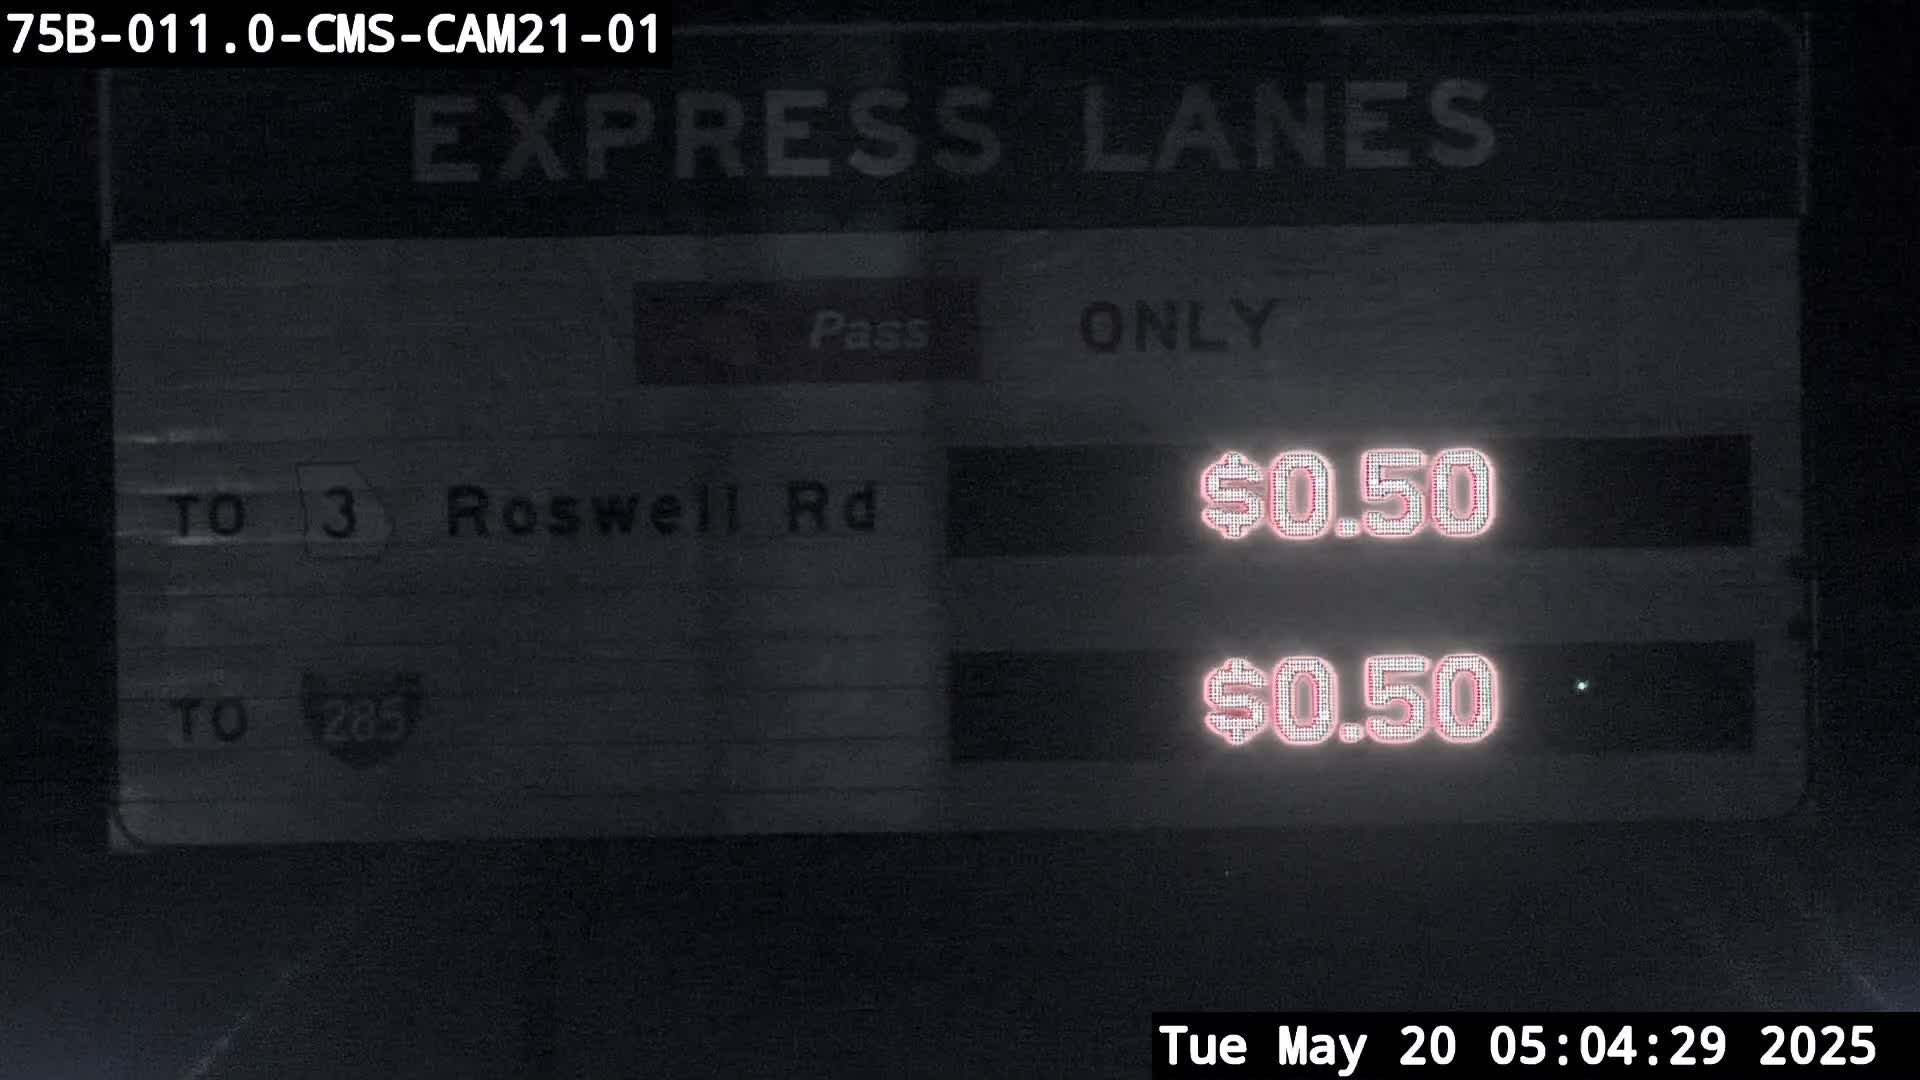 75B-011.0-CMS-CAM21-01
EXPRESS LANES
Pass ONLY
TO 3 Roswell Rd $0.50
TO 285 $0.50
Tue May 20 05:04:29 2025